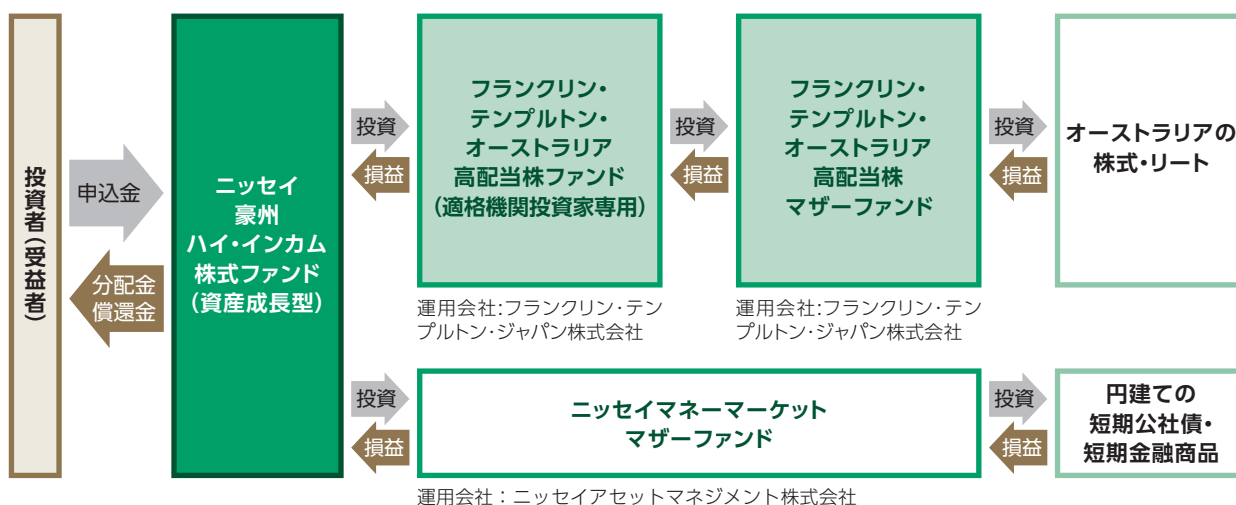 投資者(受益者)
申込金
分配金
償還金
ニッセイ
豪州
ハイ・インカム
株式ファンド
(資産成長型)
投資
損益
フランクリン・
テンプルトン・
オーストラリア
高配当株ファンド
(適格機関投資家専用)
運用会社:フランクリン・テン
プルトン・ジャパン株式会社
投資
損益
フランクリン・
テンプルトン・
オーストラリア
高配当株
マザーファンド
運用会社:フランクリン・テン
プルトン・ジャパン株式会社
投資
損益
オーストラリアの
株式・リート
投資
損益
ニッセイマネーマーケット
マザーファンド
運用会社：ニッセイアセットマネジメント株式会社
投資
損益
円建ての
短期公社債・
短期金融商品